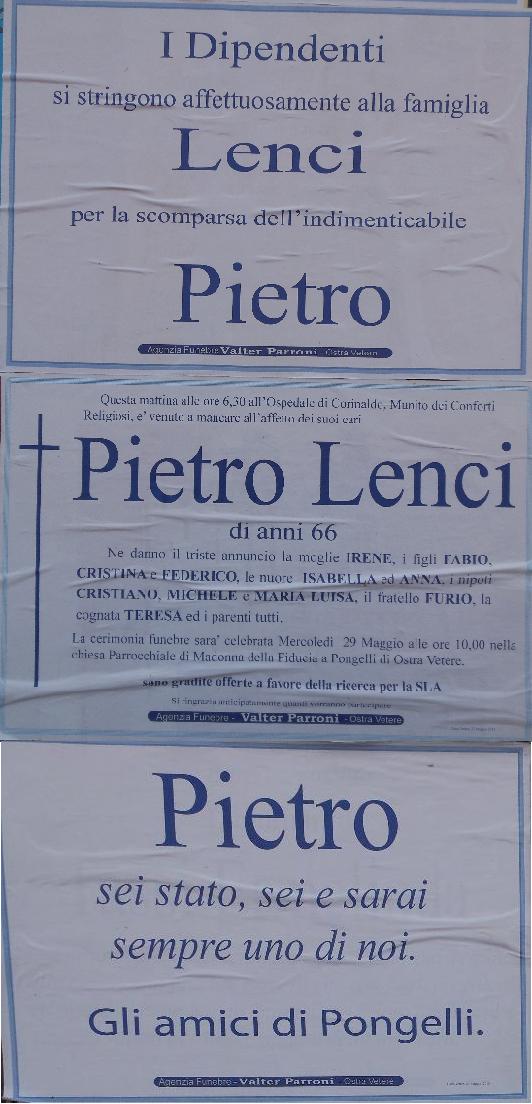 I Dipendenti
si stringono affettuosamente alla famiglia
Lenci
per la scomparsa dell'indimenticabile
Pietro
Agenzia Funebre Valter Parroni - Ostra Vetere
Questa mattina alle ore 6,30 all'Ospedale di Corinaldo, Munito dei Conforti
Religiosi, e' venuto a mancare all'affetto dei suoi cari
Pietro Lenci
di anni 66
Ne danno il triste annuncio la moglie IRENE, i figli FABIO,
CRISTINA e FEDERICO, le nuore ISABELLA ed ANNA, i nipoti
CRISTIANO, MICHELE e MARIA LUISA, il fratello FURIO, la
cognata TERESA ed i parenti tutti.
La cerimonia funebre sara' celebrata Mercoledi 29 Maggio alle ore 10,00 nella
chiesa Parrocchiale di Madonna della Fiducia a Pongelli di Ostra Vetere.
sono gradite offerte a favore della ricerca per la SLA
Si ringrazia anticipatamente quanti vorranno partecipare
Agenzia Funebre - Valter Parroni - Ostra Vetere
Pietro
sei stato, sei e sarai
sempre uno di noi.
Gli amici di Pongelli.
Agenzia Funebre - Valter Parroni - Ostra Vetere